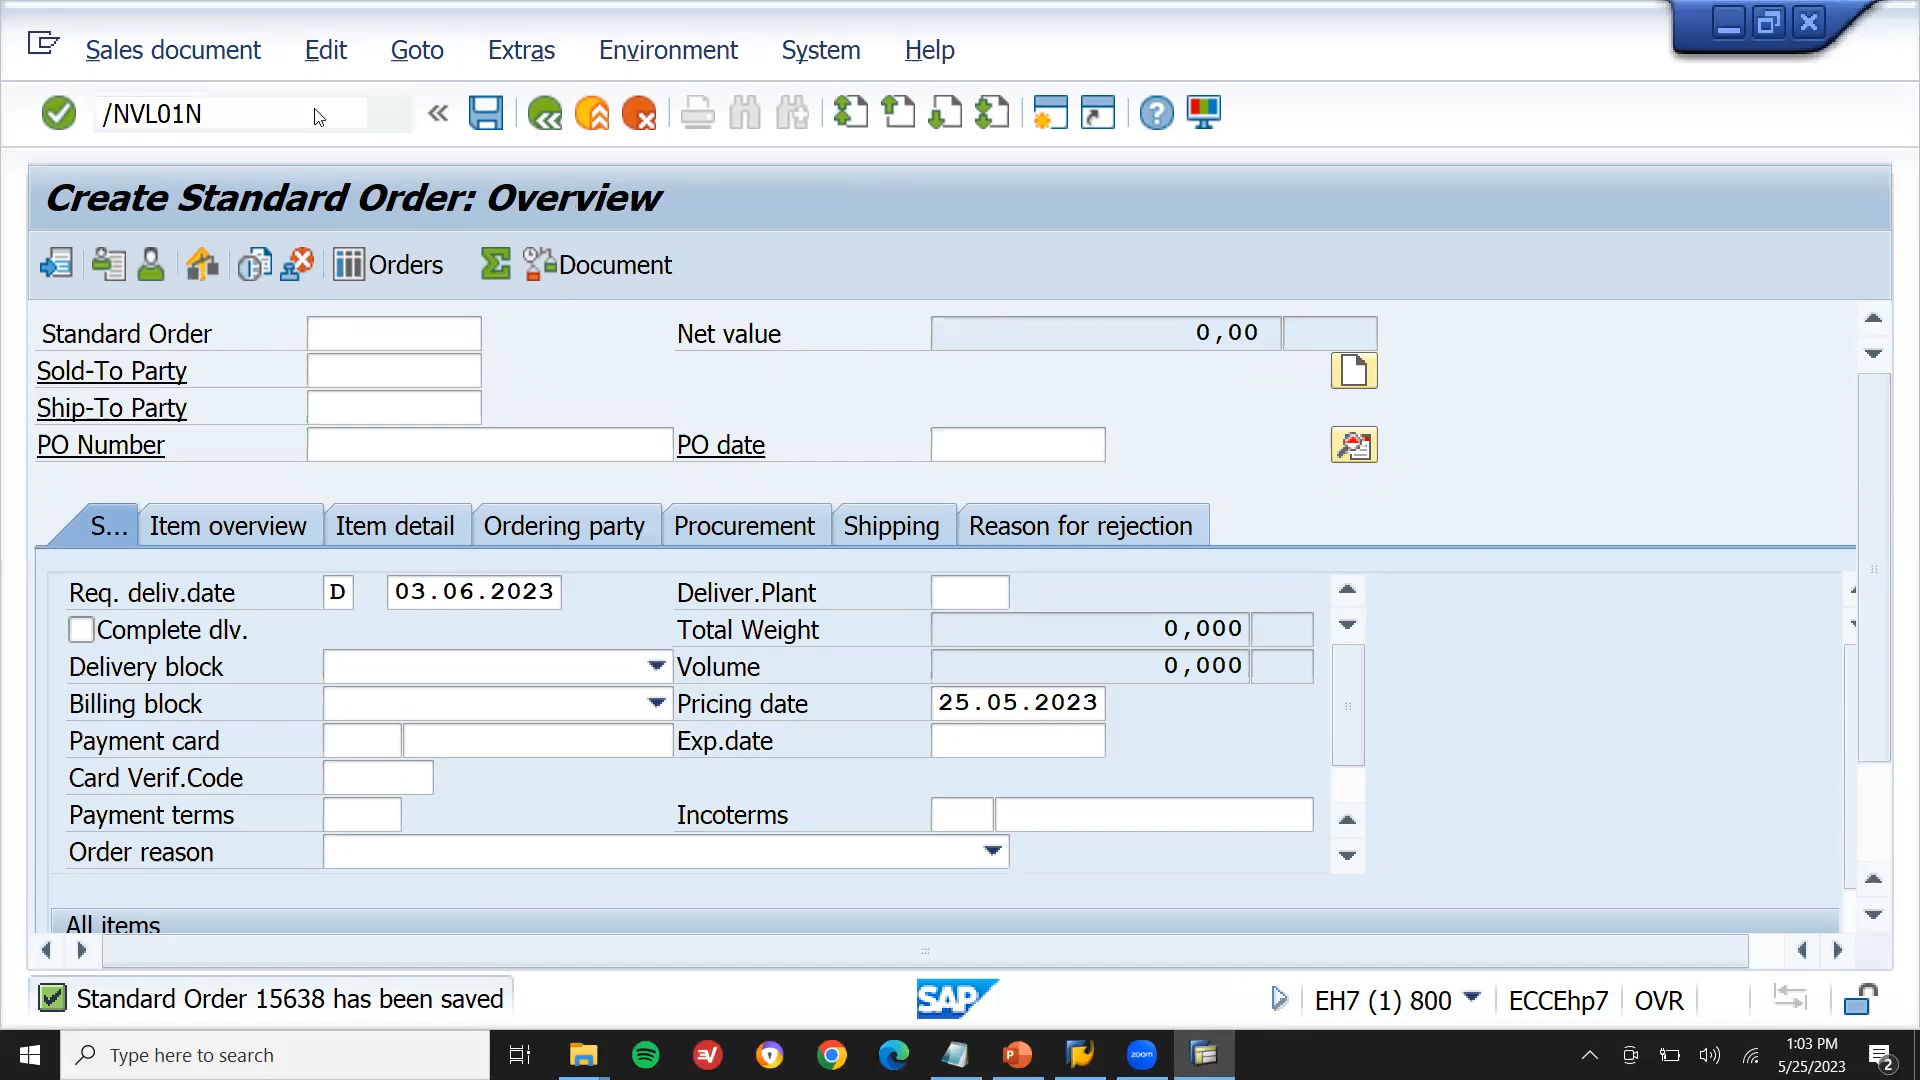 Sales document Edit Goto Extras Environment System Help
/NVL01N
Create Standard Order: Overview
Orders Document
Standard Order Net value 0,00
Sold-To Party
Ship-To Party
PO Number PO date
S... Item overview Item detail Ordering party Procurement Shipping Reason for rejection
Req. deliv.date D 03.06.2023 Deliver.Plant
Complete dlv. Total Weight 0,000
Delivery block Volume 0,000
Billing block Pricing date 25.05.2023
Payment card Exp.date
Card Verif.Code
Payment terms Incoterms
Order reason
All items
Standard Order 15638 has been saved SAP EH7 (1) 800 ECCEhp7 OVR
Type here to search zoom 1:03 PM
5/25/2023 2